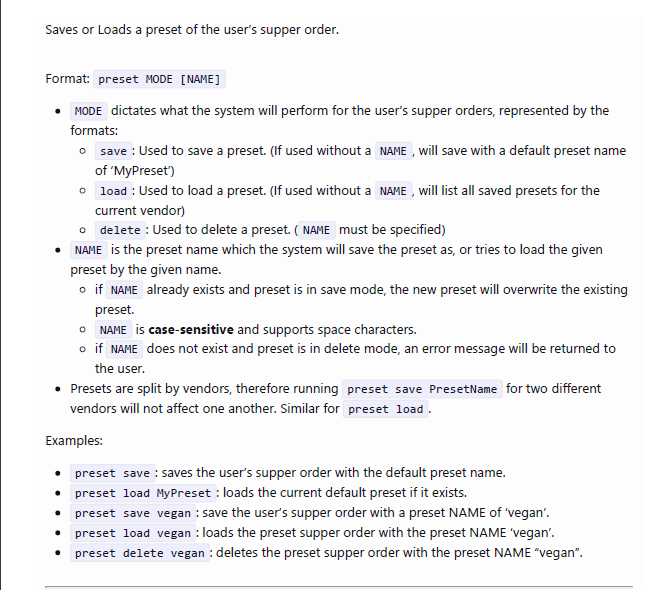 Saves or Loads a preset of the user’s supper order.
Format: preset MODE [NAME]
• MODE dictates what the system will perform for the user’s supper orders, represented by the
formats:
○ save : Used to save a preset. (If used without a NAME , will save with a default preset name
of ‘MyPreset’)
○ load : Used to load a preset. (If used without a NAME , will list all saved presets for the
current vendor)
○ delete : Used to delete a preset. ( NAME must be specified)
• NAME is the preset name which the system will save the preset as, or tries to load the given
preset by the given name.
○ if NAME already exists and preset is in save mode, the new preset will overwrite the existing
preset.
○ NAME is case-sensitive and supports space characters.
○ if NAME does not exist and preset is in delete mode, an error message will be returned to
the user.
• Presets are split by vendors, therefore running preset save PresetName for two different
vendors will not affect one another. Similar for preset load .
Examples:
• preset save : saves the user’s supper order with the default preset name.
• preset load MyPreset : loads the current default preset if it exists.
• preset save vegan : save the user’s supper order with a preset NAME of ‘vegan’.
• preset load vegan : loads the preset supper order with the preset NAME ‘vegan’.
• preset delete vegan : deletes the preset supper order with the preset NAME “vegan”.